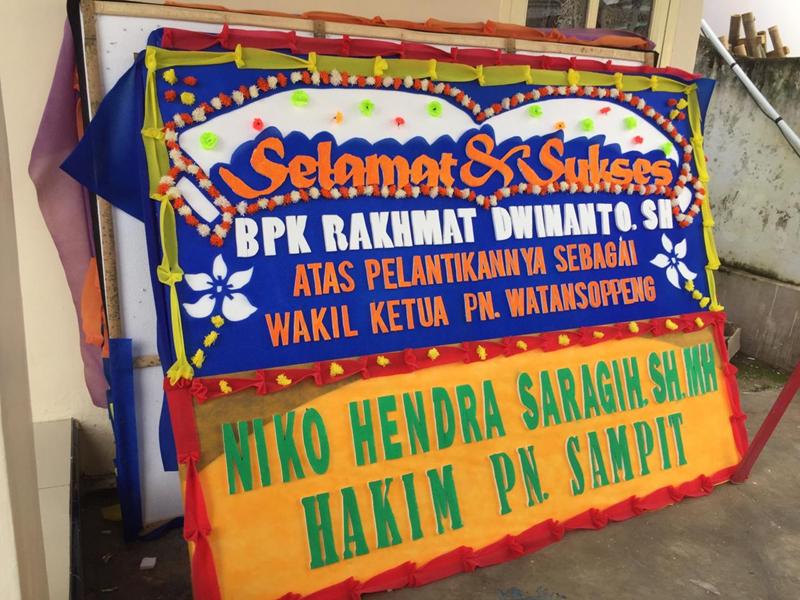 Selamat & Sukses
BPK RAKHMAT DWINANTO. SH
ATAS PELANTIKANNYA SEBAGAI
WAKIL KETUA PN. WATANSOPPENG
NIKO HENDRA SARAGIH. SH. MH
HAKIM PN. SAMPIT